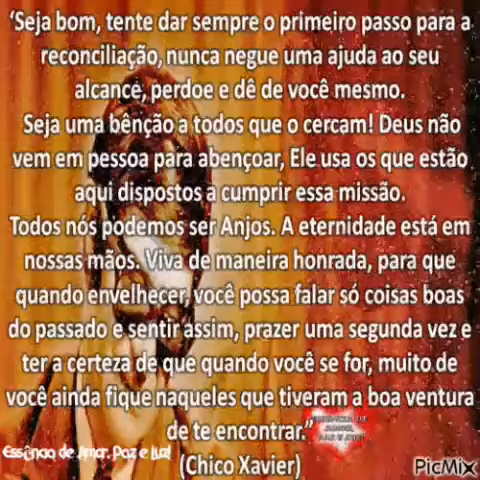 ‘Seja bom, tente dar sempre o primeiro passo para a
reconciliação, nunca negue uma ajuda ao seu
alcance, perdoe e dê de você mesmo.
Seja uma bênção a todos que o cercam! Deus não
vem em pessoa para abençoar, Ele usa os que estão
aqui dispostos a cumprir essa missão.
Todos nós podemos ser Anjos. A eternidade está em
nossas mãos. Viva de maneira honrada, para que
quando envelhecer, você possa falar só coisas boas
do passado e sentir assim, prazer uma segunda vez e
ter a certeza de que quando você se for, muito de
você ainda fique naqueles que tiveram a boa ventura
de te encontrar.”
(Chico Xavier)
Essência de Amor, Paz e Luz!
PicMix